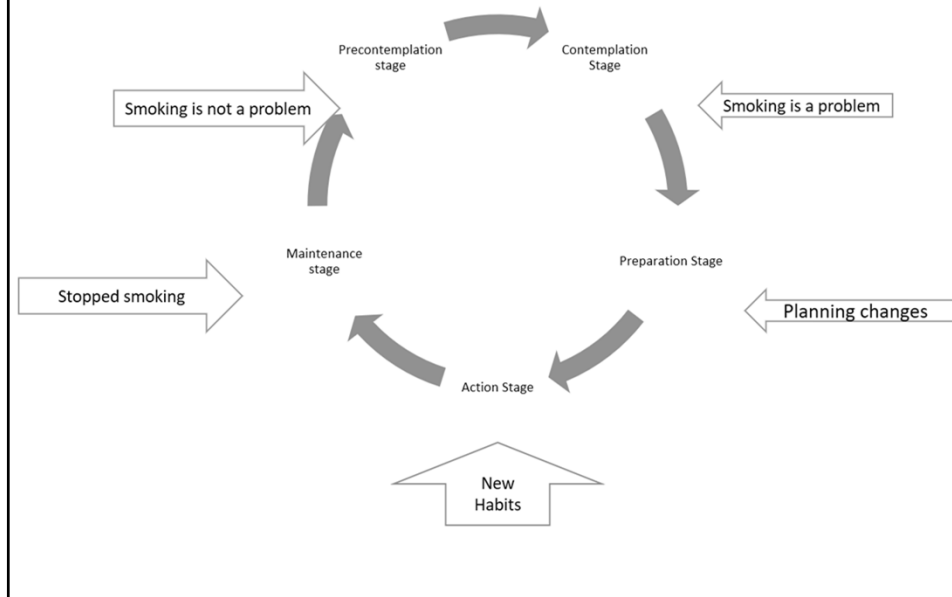 Precontemplation
stage
Contemplation
Stage
Smoking is not a problem
Smoking is a problem
Maintenance
stage
Preparation Stage
Stopped smoking
Planning changes
Action Stage
New
Habits